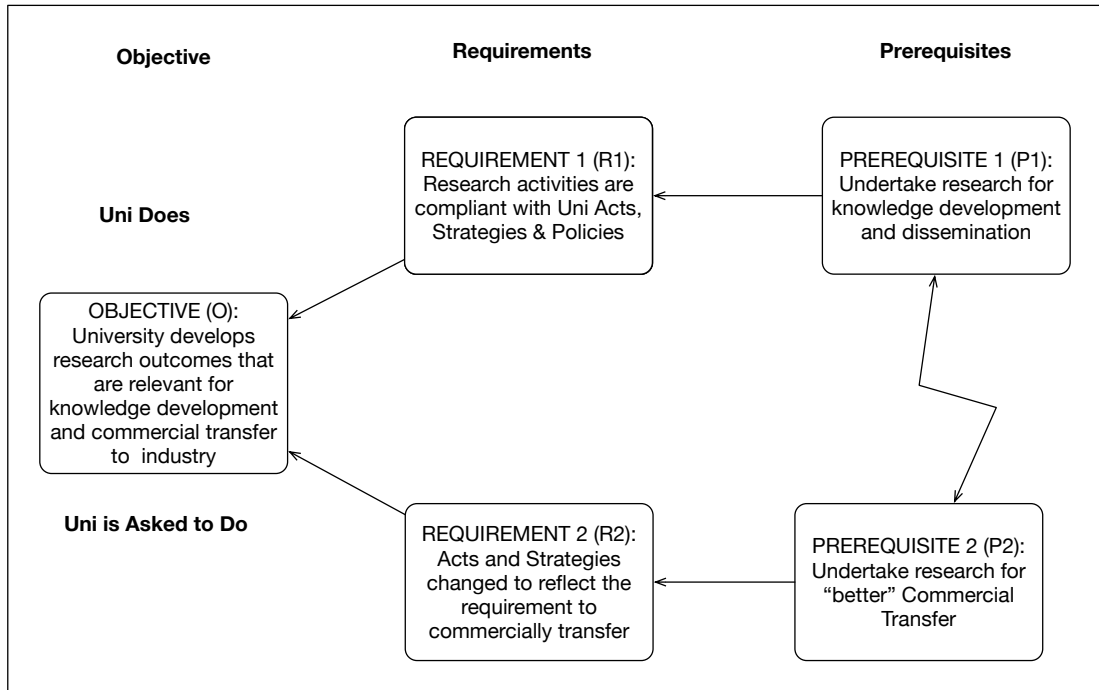 Objective
Requirements
Prerequisites
REQUIREMENT 1 (R1):
Research activities are
compliant with Uni Acts,
Strategies & Policies
PREREQUISITE 1 (P1):
Undertake research for
knowledge development
and dissemination
Uni Does
OBJECTIVE (O):
University develops
research outcomes that
are relevant for
knowledge development
and commercial transfer
to  industry
Uni is Asked to Do
REQUIREMENT 2 (R2):
Acts and Strategies
changed to reflect the
requirement to
commercially transfer
PREREQUISITE 2 (P2):
Undertake research for
“better” Commercial
Transfer